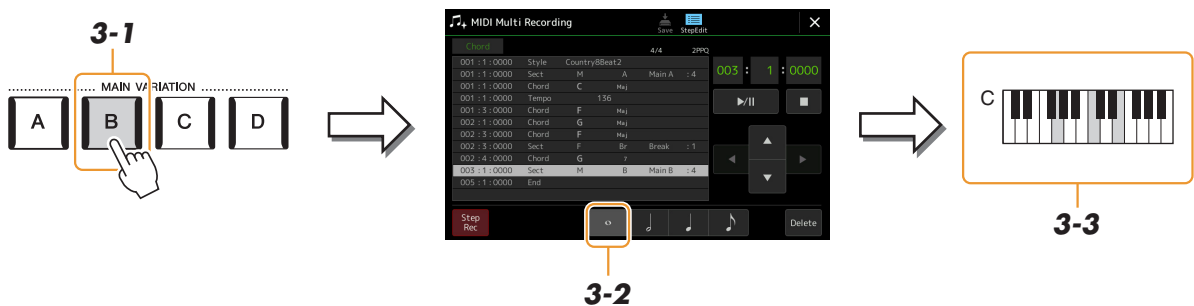 3-1
MAIN VARIATION
A B C D
MIDI Multi Recording
Save StepEdit
Chord 4/4 2PPQ
001 : 1 : 0000 Style Country8Beat2
001 : 1 : 0000 Sect M A Main A : 4
001 : 1 : 0000 Chord C Maj
001 : 1 : 0000 Tempo 136
001 : 3 : 0000 Chord F Maj
002 : 1 : 0000 Chord G Maj
002 : 3 : 0000 Chord F Maj
002 : 3 : 0000 Sect F Br Break : 1
002 : 4 : 0000 Chord G 7
003 : 1 : 0000 Sect M B Main B : 4
005 : 1 : 0000 End
003 : 1 : 0000
Step
Rec
Delete
3-2
C
3-3